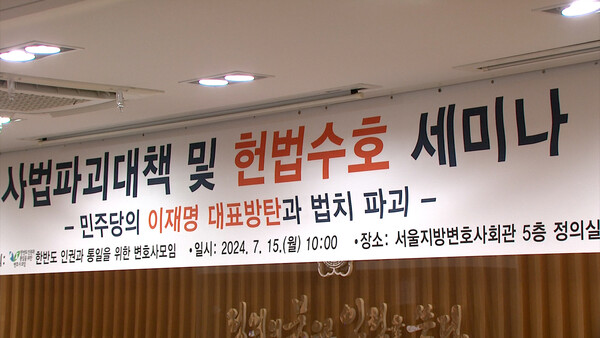 사법파괴대책 및 헌법수호 세미나
- 민주당의 이재명 대표방탄과 법치 파괴 -
한반도 인권과 통일을 위한 변호사모임 •일시: 2024. 7. 15.(월) 10:00 •장소: 서울지방변호사회관 5층 정의실